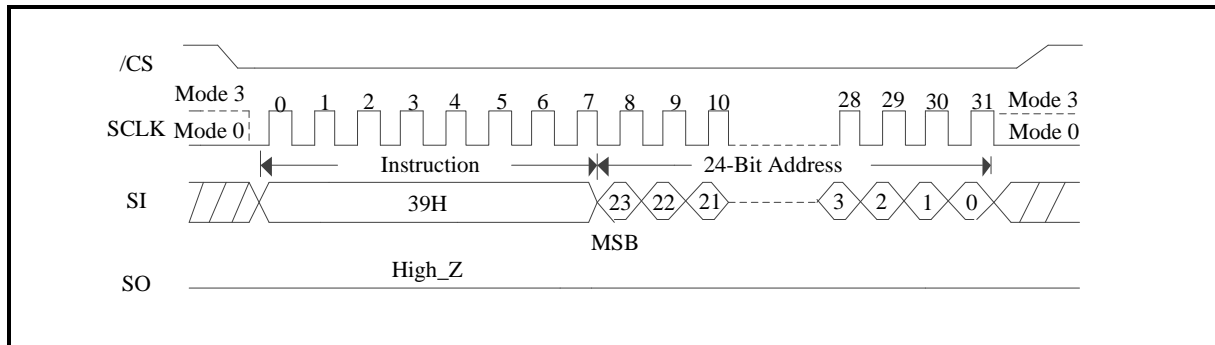 /CS
Mode 3 0 1 2 3 4 5 6 7 8 9 10 28 29 30 31 Mode 3
SCLK Mode 0 Mode 0
Instruction 24-Bit Address
SI 39H 23 22 21 3 2 1 0
MSB
High_Z
SO